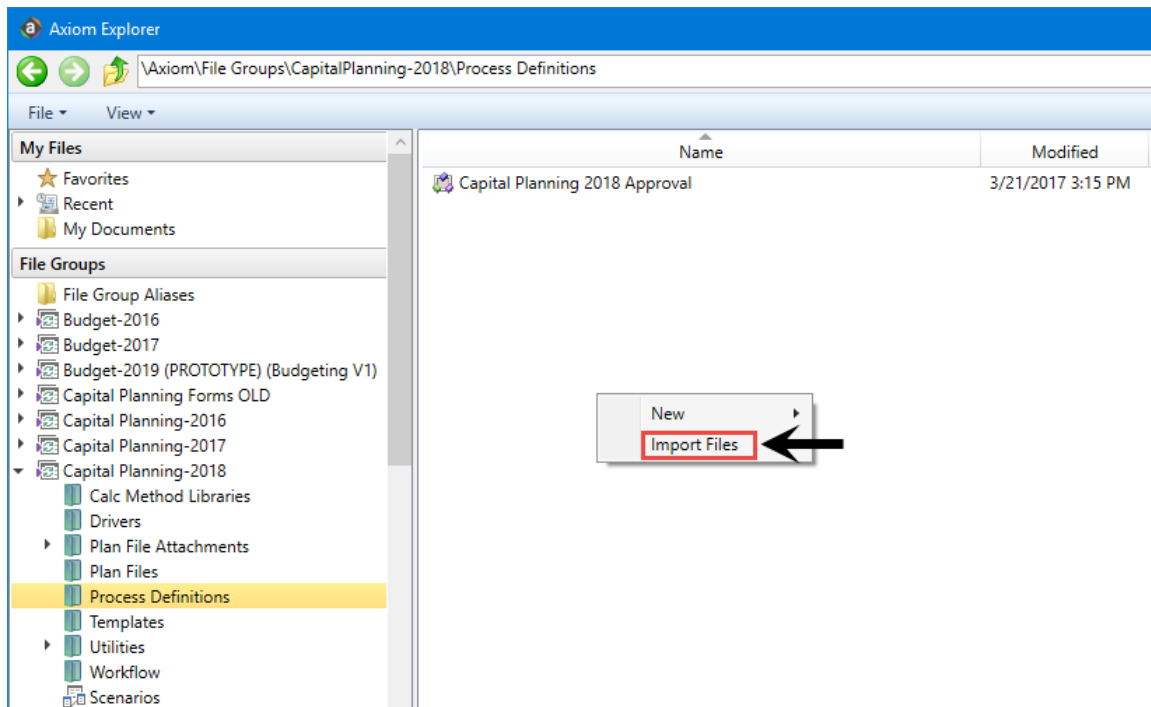 Axiom Explorer
\Axiom\File Groups\CapitalPlanning-2018\Process Definitions
File View
My Files
Favorites
Recent
My Documents
File Groups
File Group Aliases
Budget-2016
Budget-2017
Budget-2019 (PROTOTYPE) (Budgeting V1)
Capital Planning Forms OLD
Capital Planning-2016
Capital Planning-2017
Capital Planning-2018
Calc Method Libraries
Drivers
Plan File Attachments
Plan Files
Process Definitions
Templates
Utilities
Workflow
Scenarios
Name Modified
Capital Planning 2018 Approval 3/21/2017 3:15 PM
New
Import Files